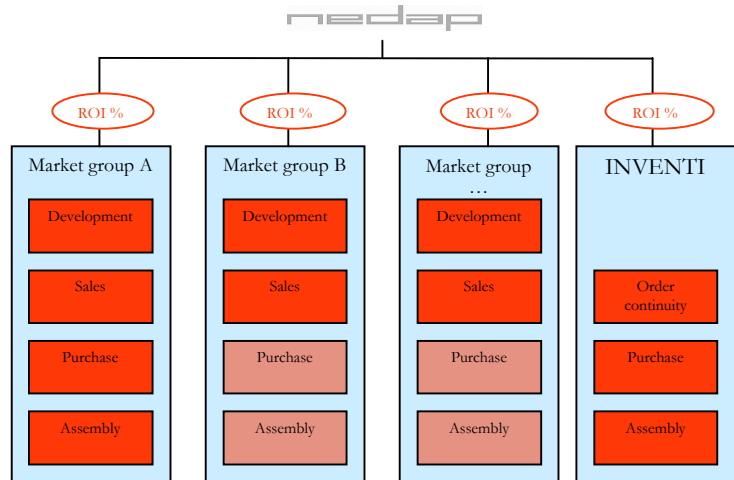 nedap
ROI %
ROI %
ROI %
ROI %
Market group A
Development
Sales
Purchase
Assembly
Market group B
Development
Sales
Purchase
Assembly
Market group
…
Development
Sales
Purchase
Assembly
INVENTI
Order
continuity
Purchase
Assembly